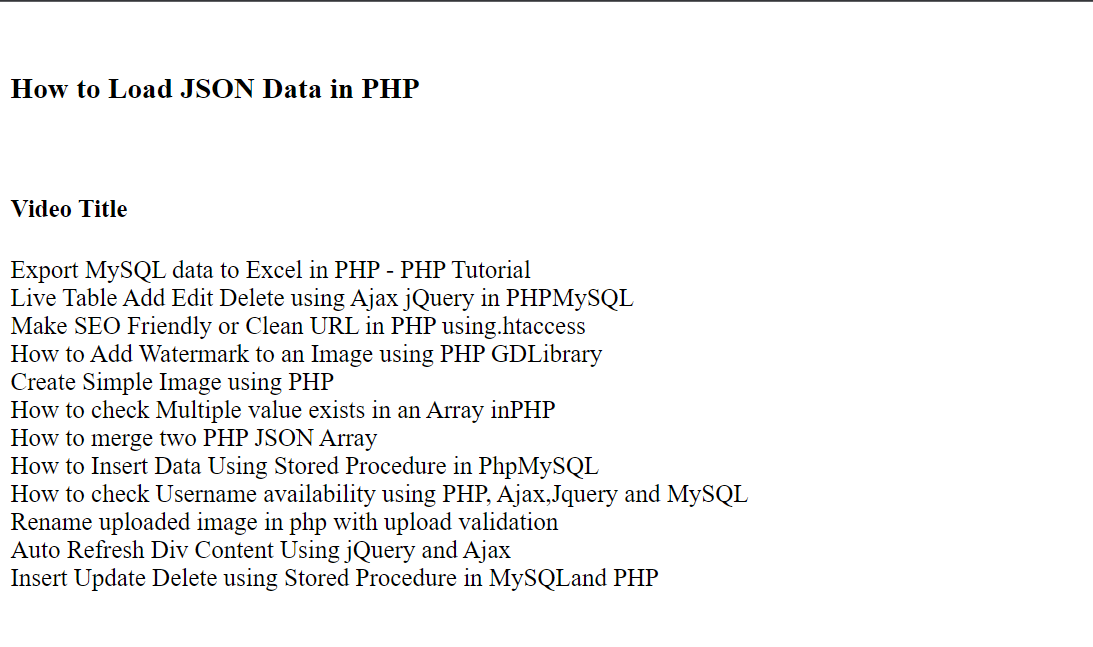 How to Load JSON Data in PHP
Video Title
Export MySQL data to Excel in PHP - PHP Tutorial
Live Table Add Edit Delete using Ajax jQuery in PHPMySQL
Make SEO Friendly or Clean URL in PHP using.htaccess
How to Add Watermark to an Image using PHP GDLibrary
Create Simple Image using PHP
How to check Multiple value exists in an Array inPHP
How to merge two PHP JSON Array
How to Insert Data Using Stored Procedure in PhpMySQL
How to check Username availability using PHP, Ajax,Jquery and MySQL
Rename uploaded image in php with upload validation
Auto Refresh Div Content Using jQuery and Ajax
Insert Update Delete using Stored Procedure in MySQLand PHP